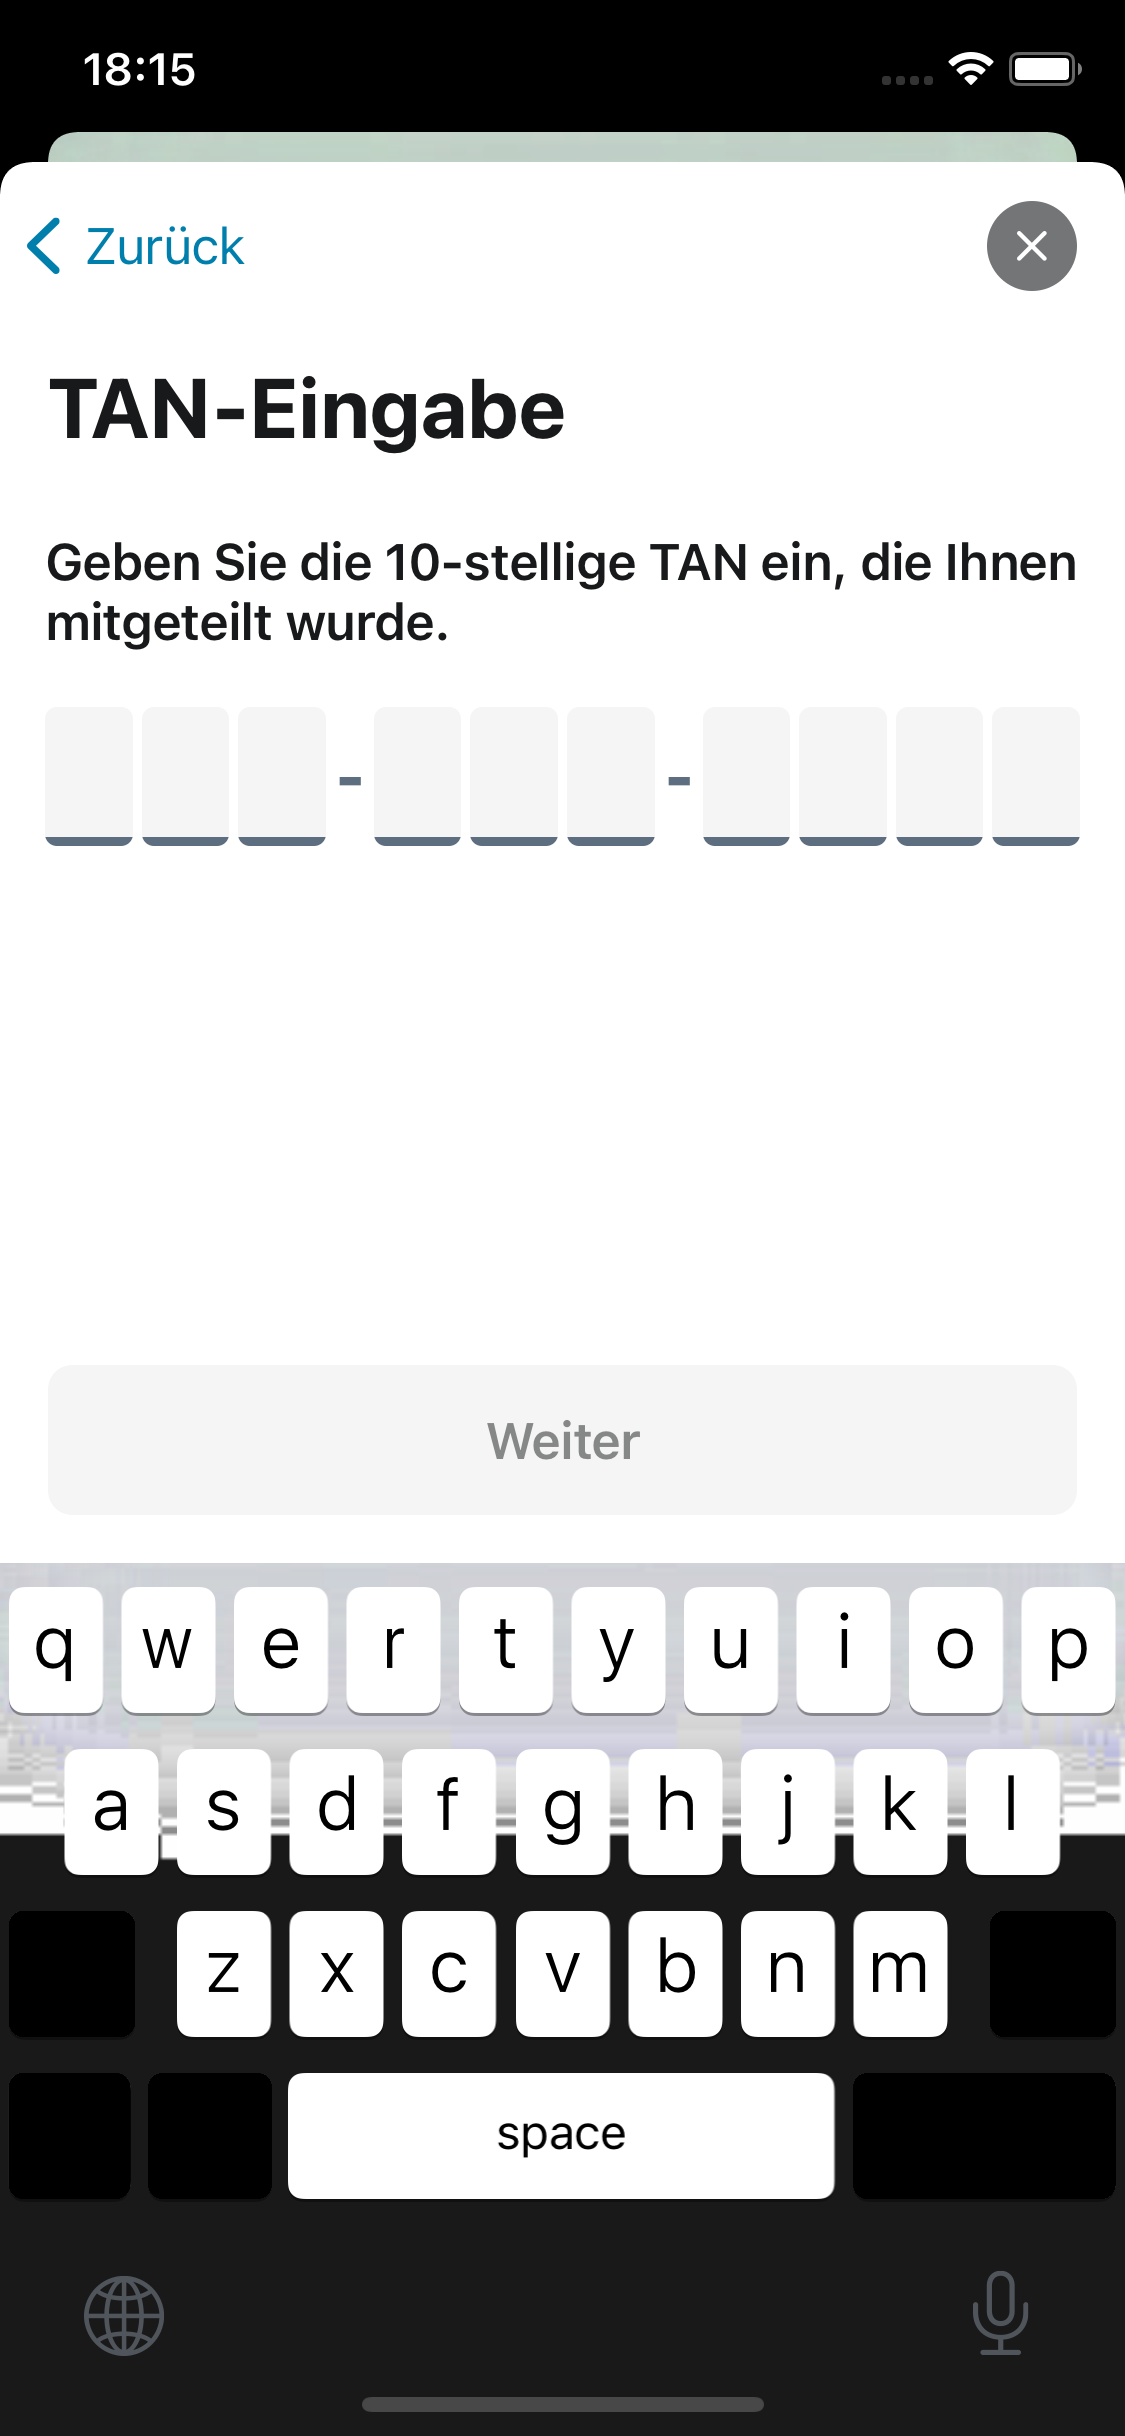 18:15
Zurück
TAN-Eingabe
Geben Sie die 10-stellige TAN ein, die Ihnen
mitgeteilt wurde.
- -
Weiter
q w e r t y u i o p
a s d f g h j k l
z x c v b n m
space